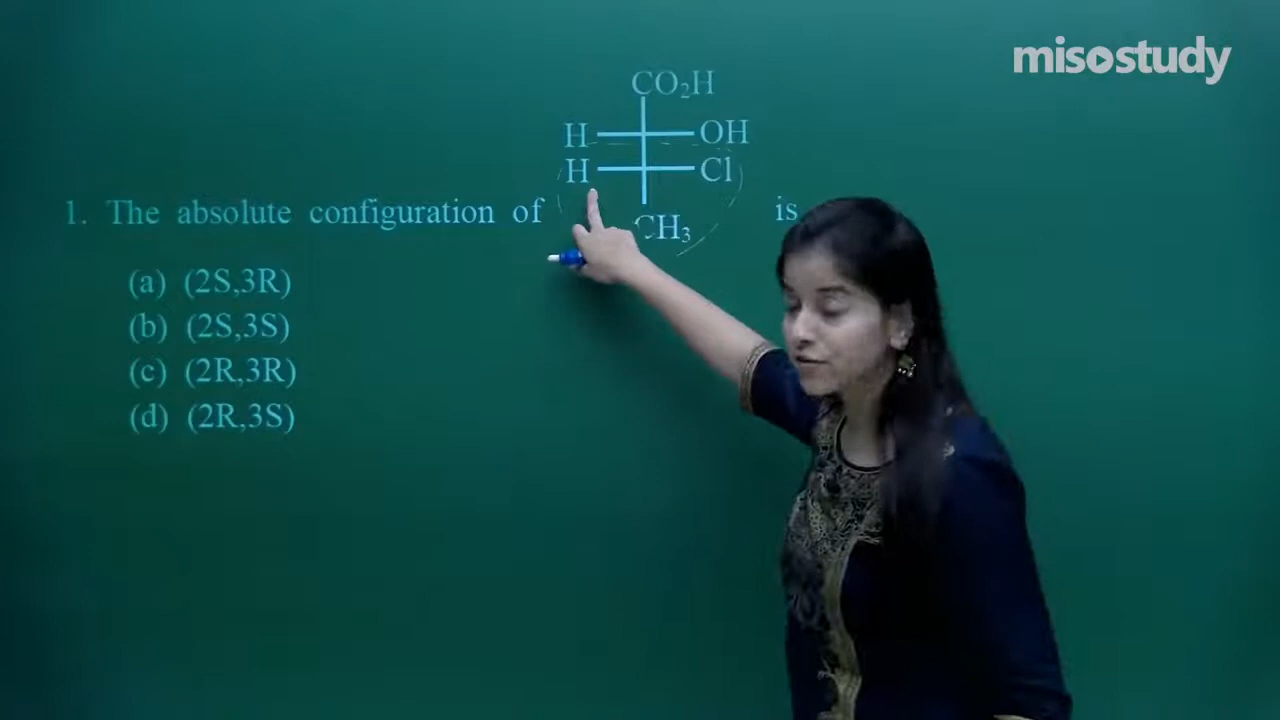 misostudy
CO₂H
H OH
H Cl
1. The absolute configuration of is
CH₃
(a) (2S,3R)
(b) (2S,3S)
(c) (2R,3R)
(d) (2R,3S)